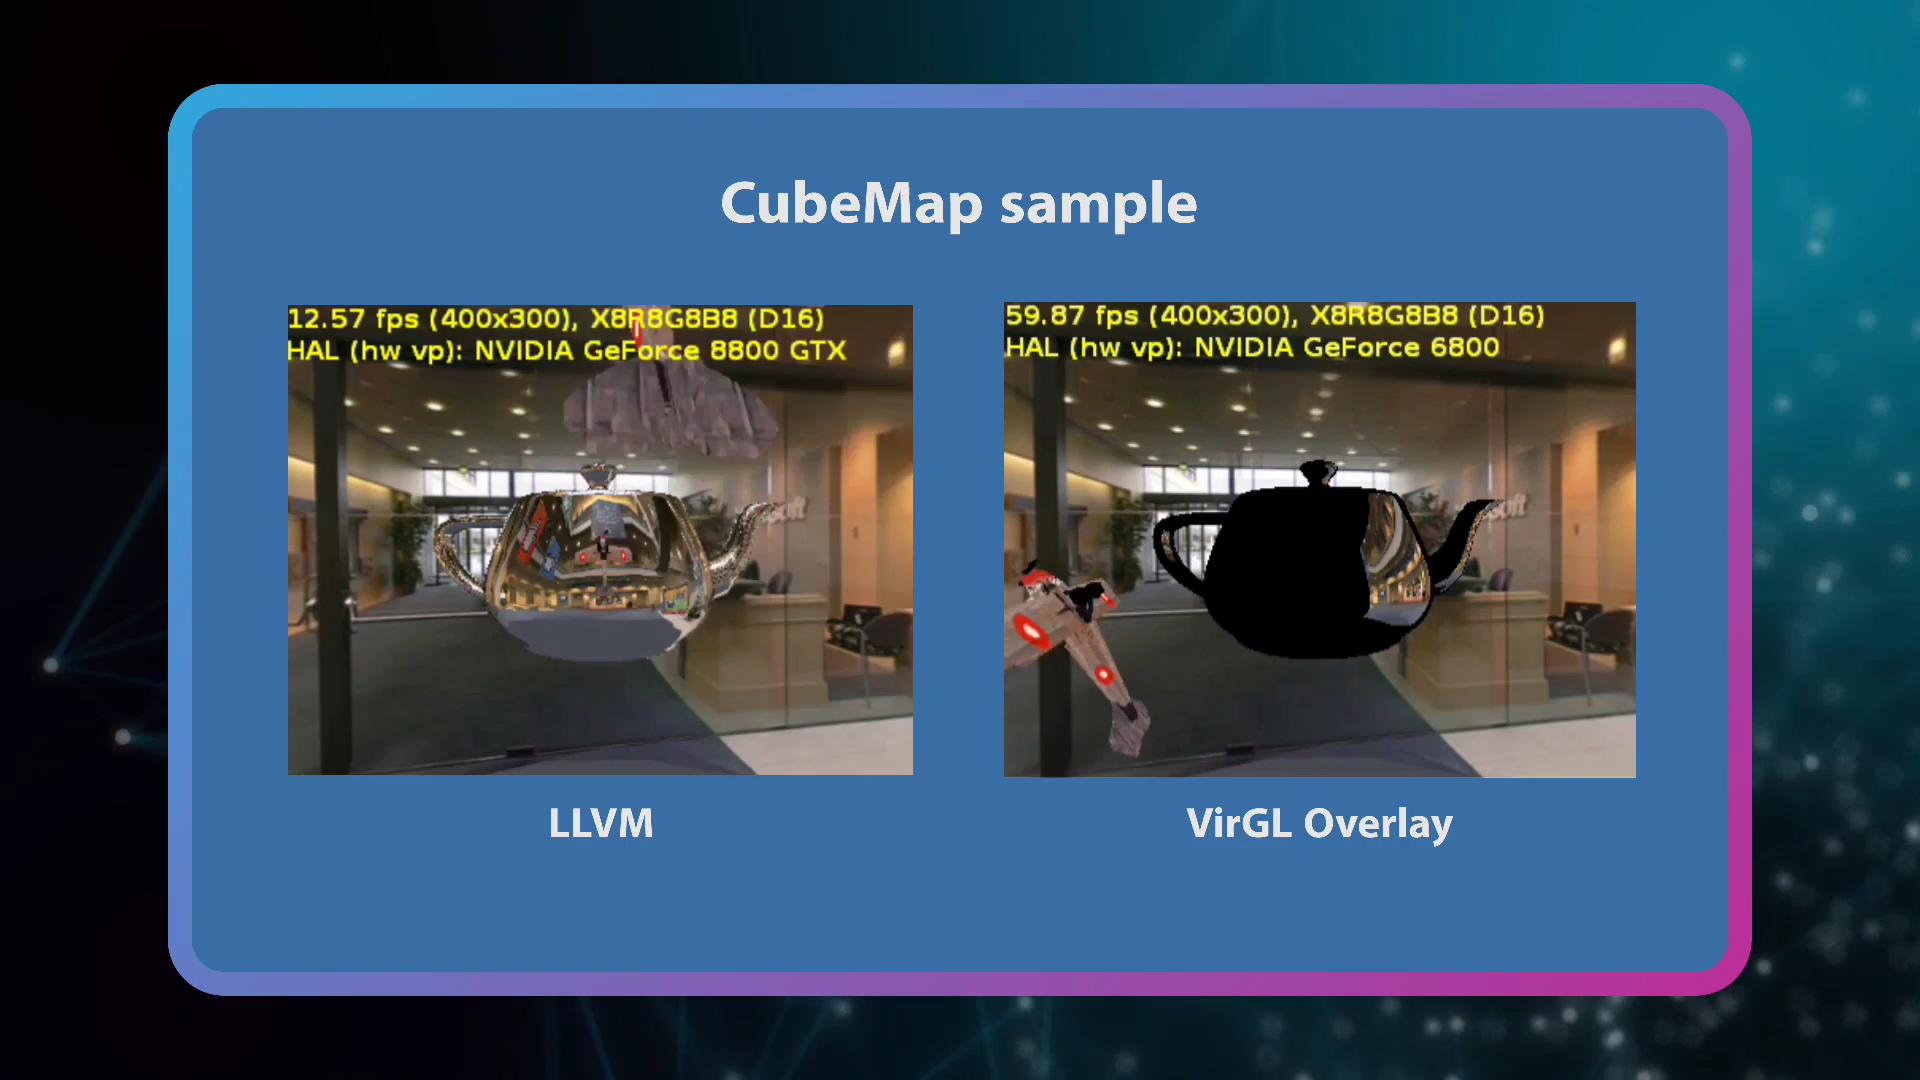 CubeMap sample
12.57 fps (400x300), X8R8G8B8 (D16)
HAL (hw vp): NVIDIA GeForce 8800 GTX
59.87 fps (400x300), X8R8G8B8 (D16)
HAL (hw vp): NVIDIA GeForce 6800
soft
LLVM
VirGL Overlay